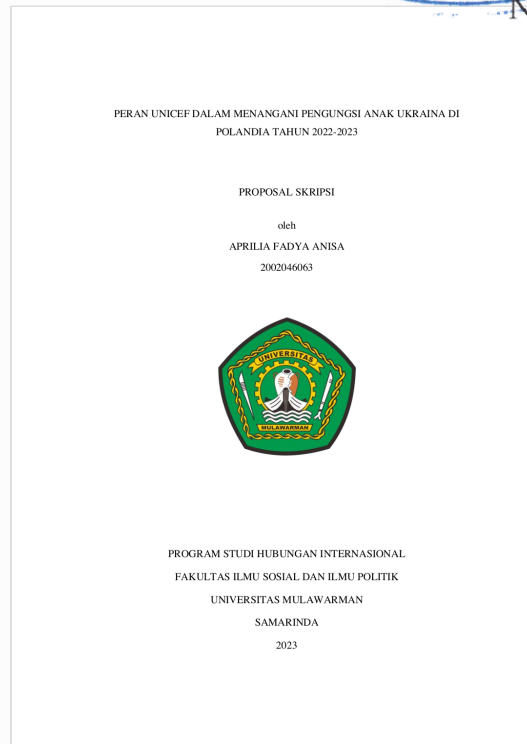 PERAN UNICEF DALAM MENANGANI PENGUNGSI ANAK UKRAINA DI
POLANDIA TAHUN 2022-2023
PROPOSAL SKRIPSI
oleh
APRILIA FADYA ANISA
2002046063
UNIVERSITAS
MULAWARMAN
PROGRAM STUDI HUBUNGAN INTERNASIONAL
FAKULTAS ILMU SOSIAL DAN ILMU POLITIK
UNIVERSITAS MULAWARMAN
SAMARINDA
2023